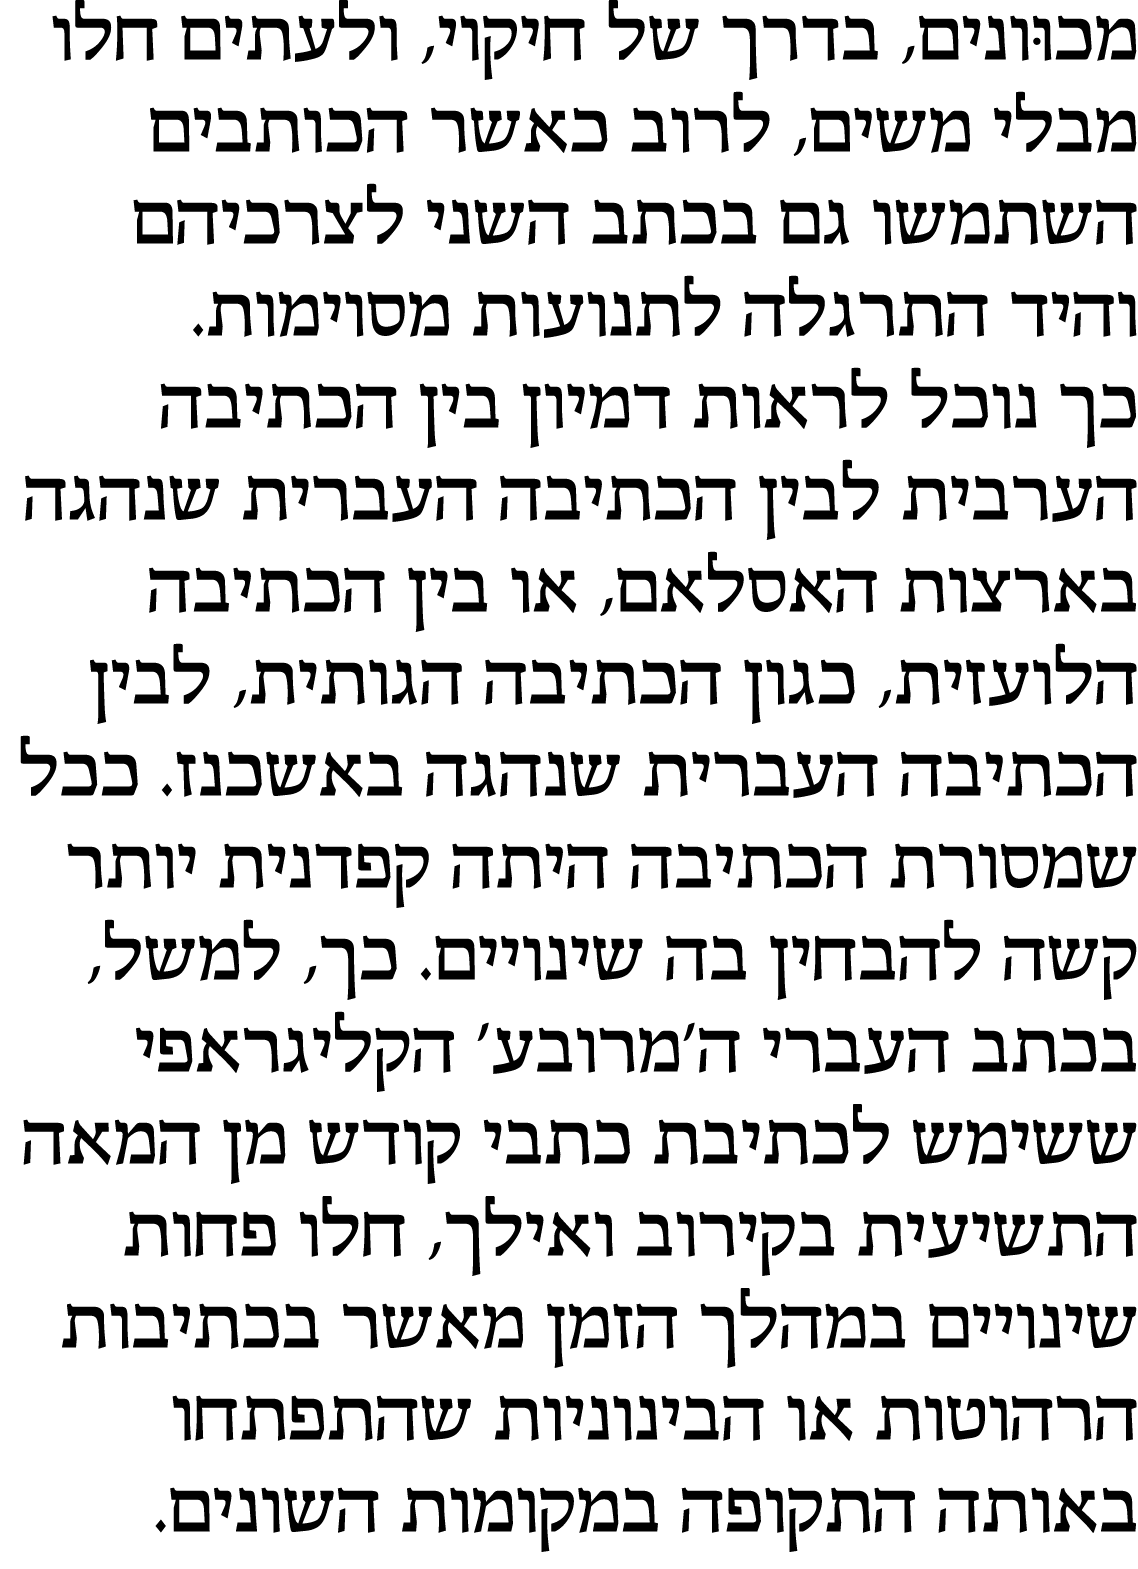 מכוּונים, בדרך של חיקוי, ולעתים חלו
מבלי משים, לרוב כאשר הכותבים
השתמשו גם בכתב השני לצרכיהם
והיד התרגלה לתנועות מסוימות.
כך נוכל לראות דמיון בין הכתיבה
הערבית לבין הכתיבה העברית שנהגה
בארצות האסלאם, או בין הכתיבה
הלועזית, כגון הכתיבה הגותית, לבין
הכתיבה העברית שנהגה באשכנז. ככל
שמסורת הכתיבה היתה קפדנית יותר
קשה להבחין בה שינויים. כך, למשל,
בכתב העברי ה׳מרובע׳ הקליגראפי
ששימש לכתיבת כתבי קודש מן המאה
התשיעית בקירוב ואילך, חלו פחות
שינויים במהלך הזמן מאשר בכתיבות
הרהוטות או הבינוניות שהתפתחו
באותה התקופה במקומות השונים.